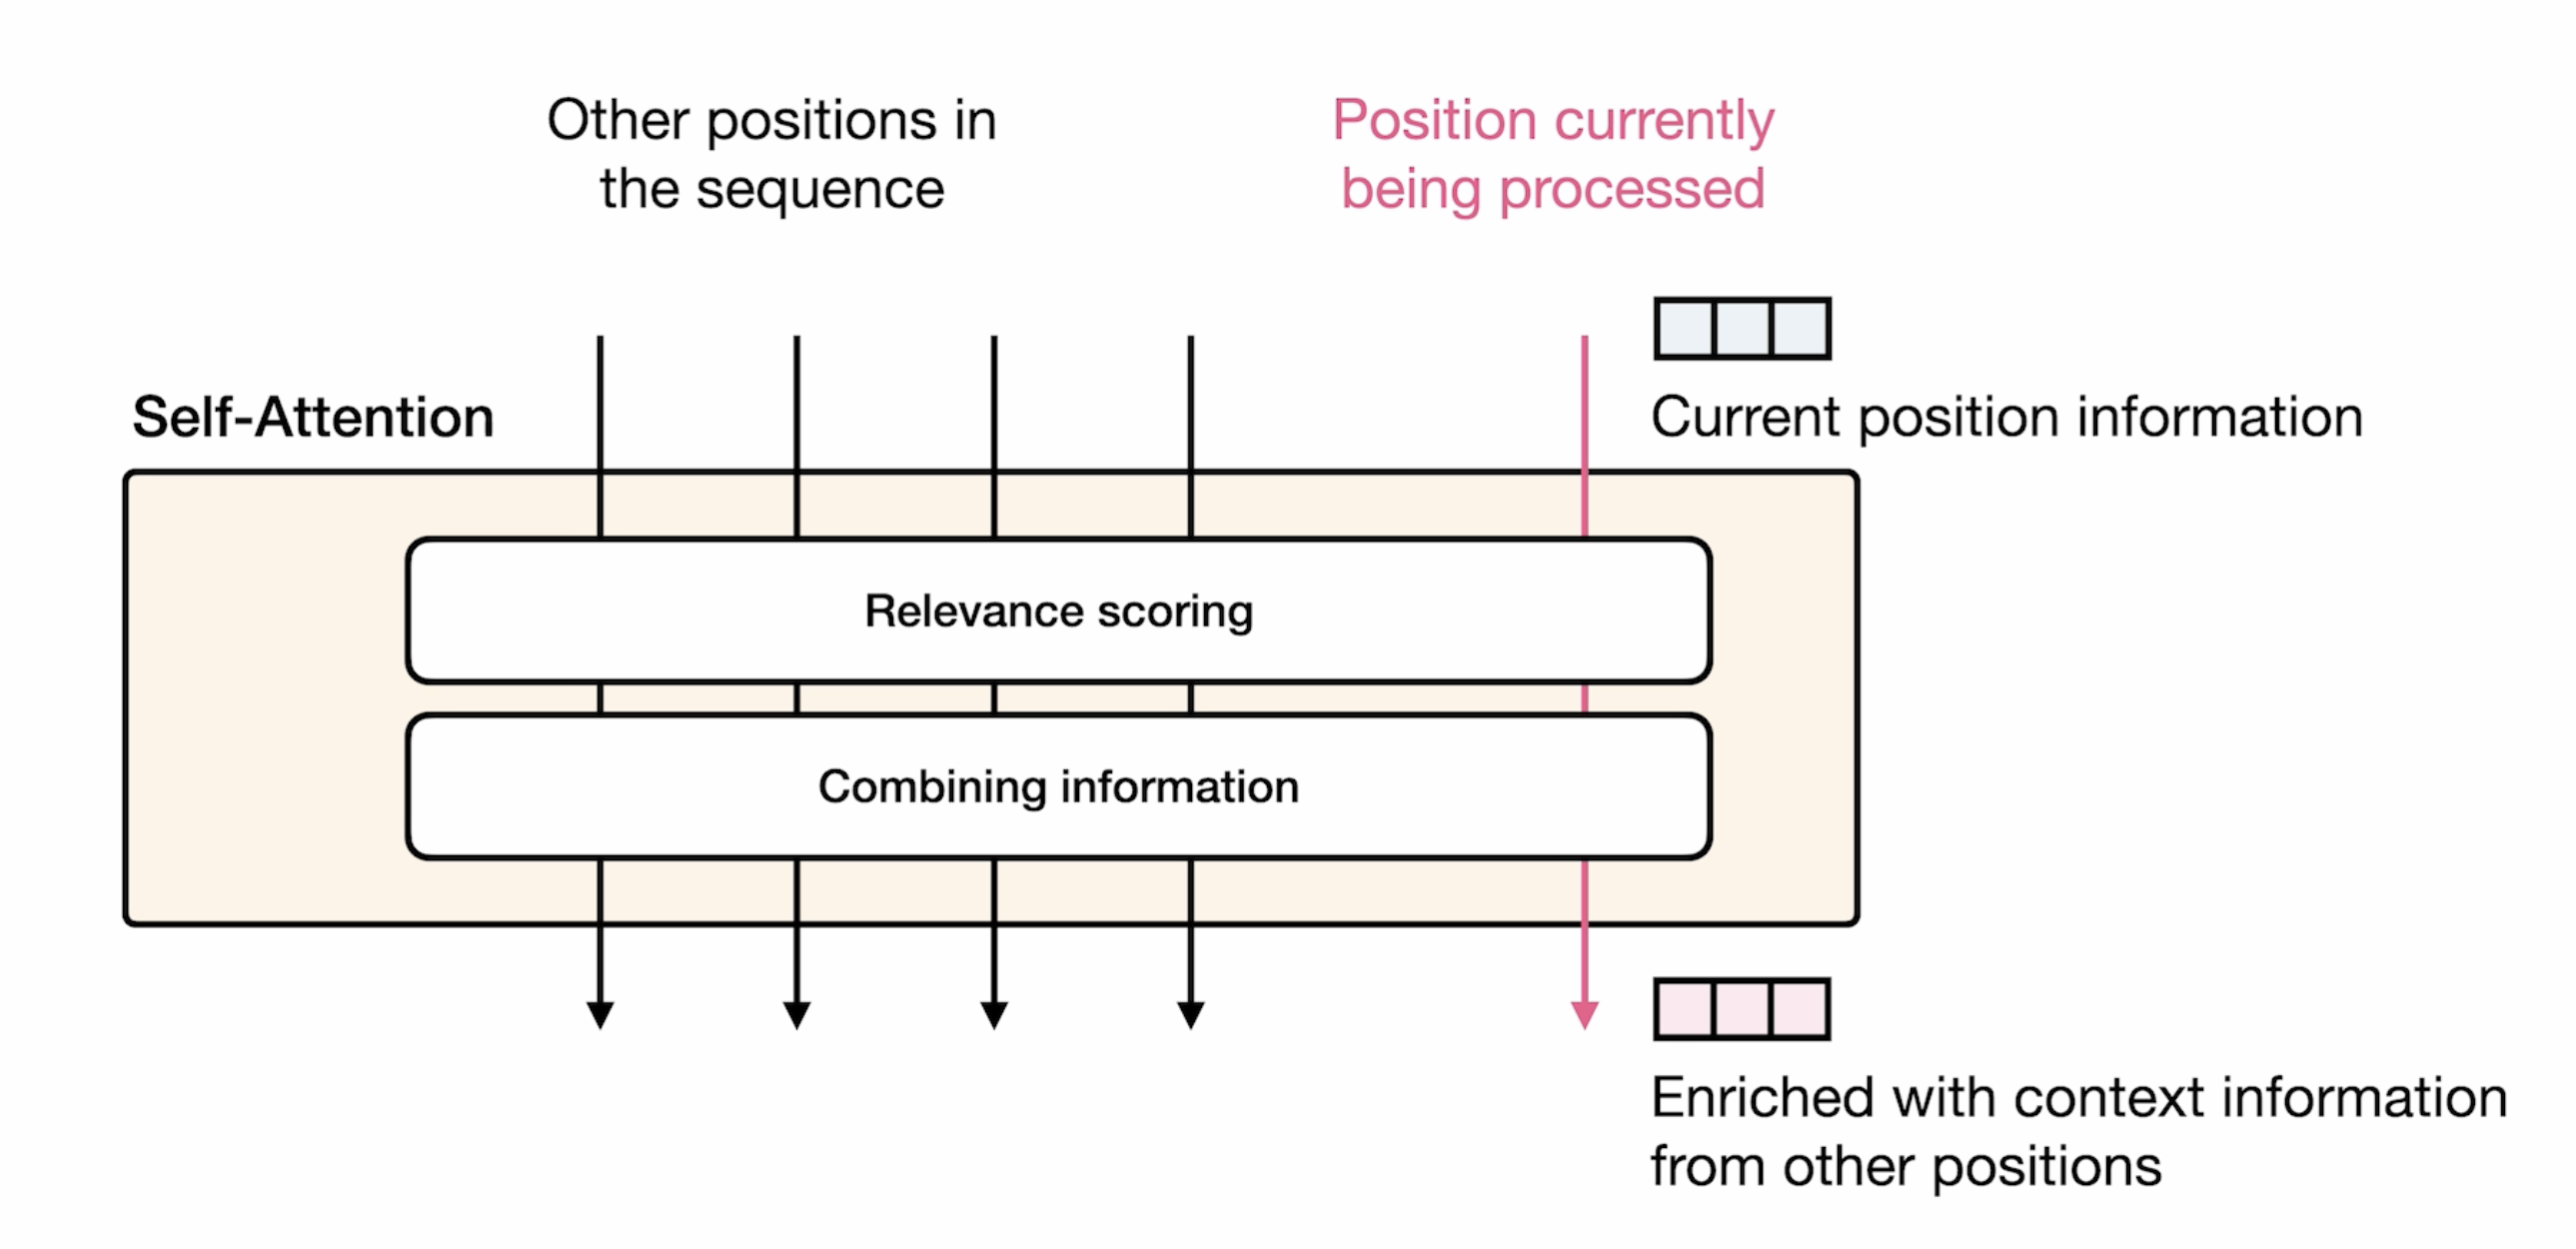 Other positions in
the sequence
Position currently
being processed
Self-Attention
Current position information
Relevance scoring
Combining information
Enriched with context information
from other positions